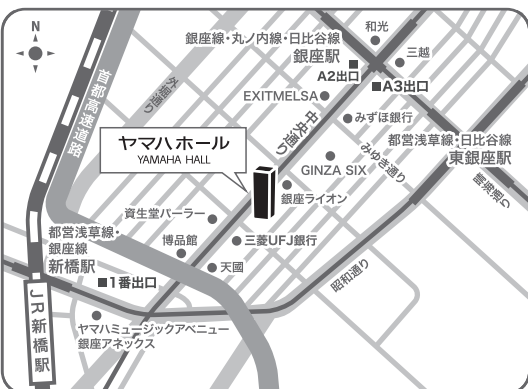 N
銀座線・丸ノ内線・日比谷線
銀座駅
和光
三越
A2出口
A3出口
EXITMELSA
みずほ銀行
外堀通り
中央通り
首都高速道路
ヤマハホール
YAMAHA HALL
都営浅草線・日比谷線
東銀座駅
みゆき通り
GINZA SIX
晴海通り
銀座ライオン
資生堂パーラー
都営浅草線・
銀座線
新橋駅
博品館
三菱UFJ銀行
天國
昭和通り
1番出口
JR新橋駅
ヤマハミュージックアベニュー
銀座アネックス